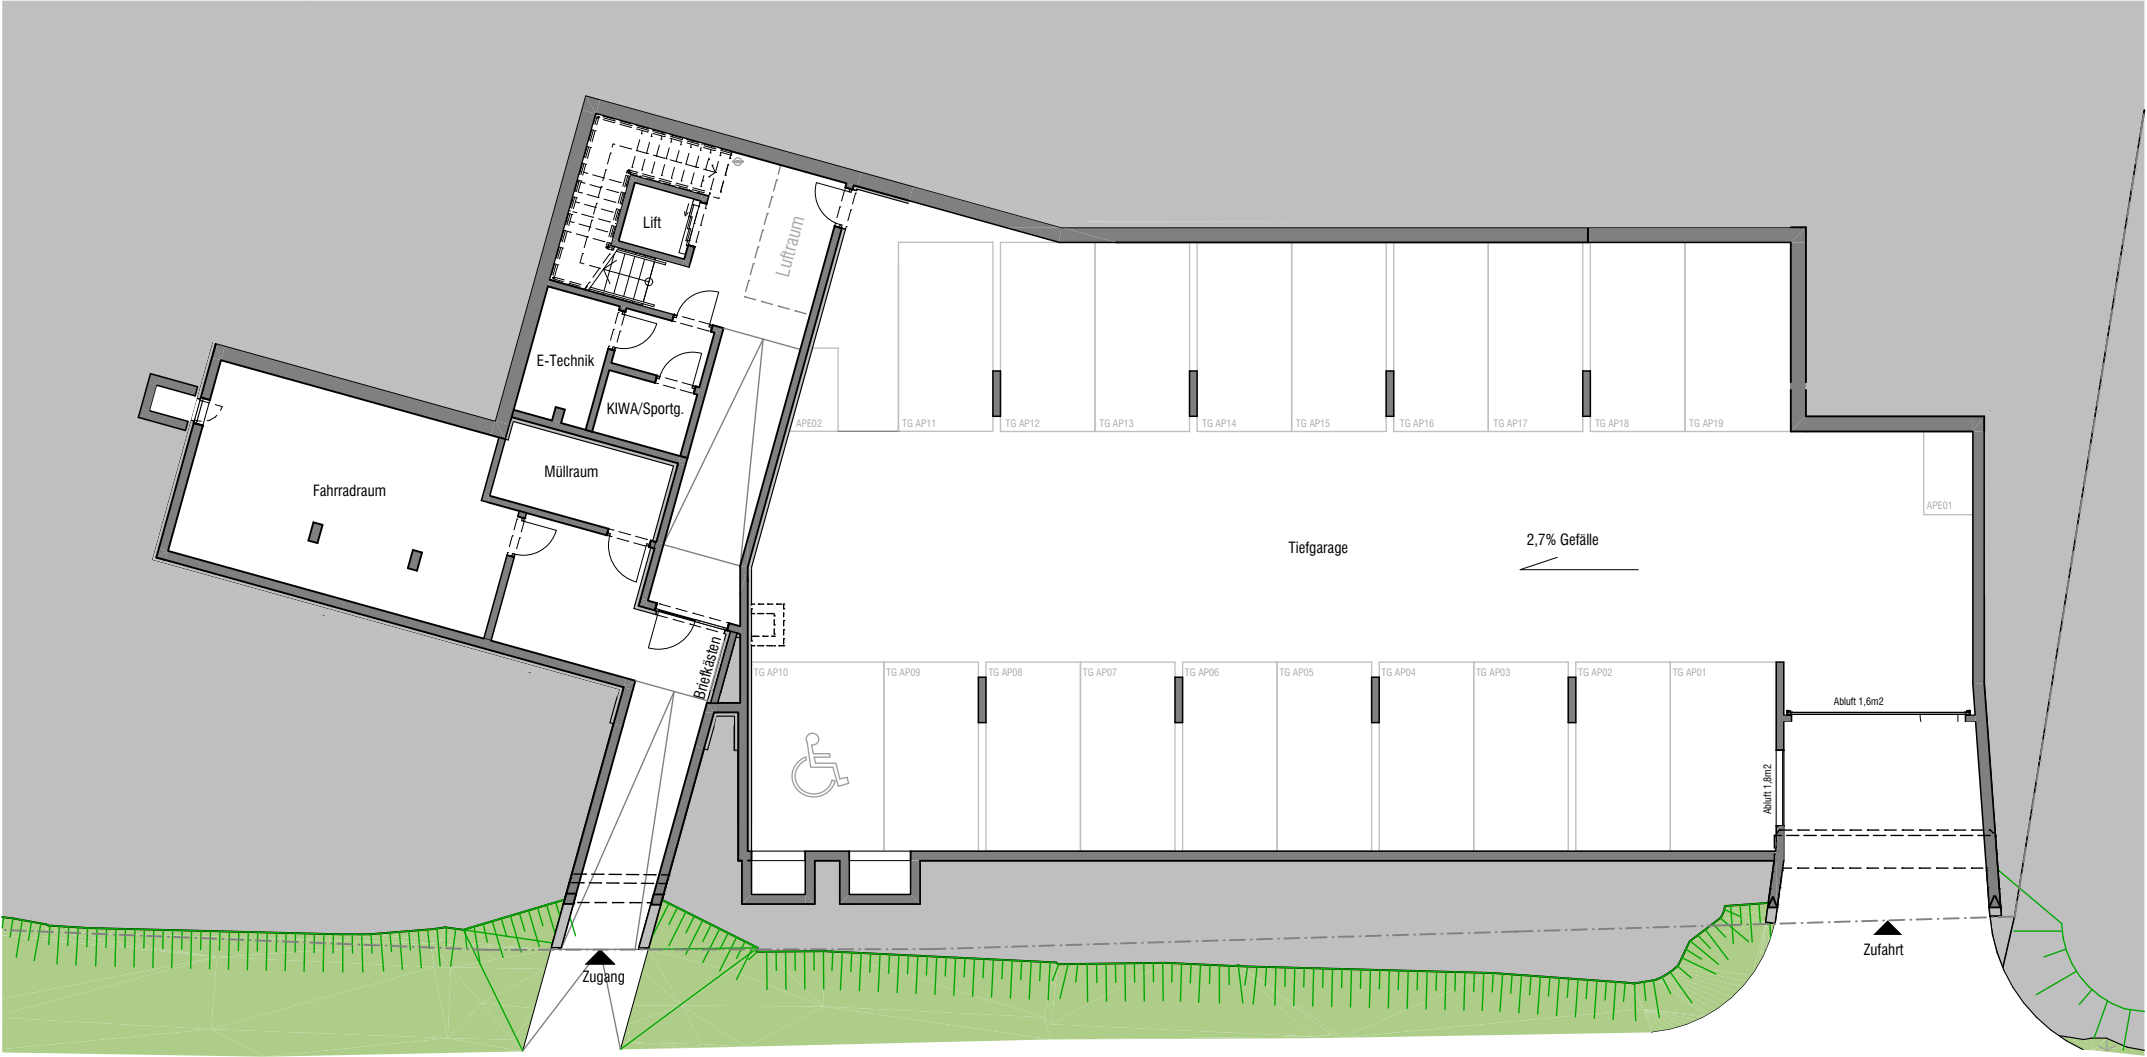 Lift
Luftraum
E-Technik
KIWA/Sportg.
Müllraum
Fahrradraum
Briefkästen
APE02
TG AP11
TG AP12
TG AP13
TG AP14
TG AP15
TG AP16
TG AP17
TG AP18
TG AP19
APE01
2,7% Gefälle
Tiefgarage
TG AP10
TG AP09
TG AP08
TG AP07
TG AP06
TG AP05
TG AP04
TG AP03
TG AP02
TG AP01
Abluft 1,6m2
Abluft 1,8m2
Zugang
Zufahrt